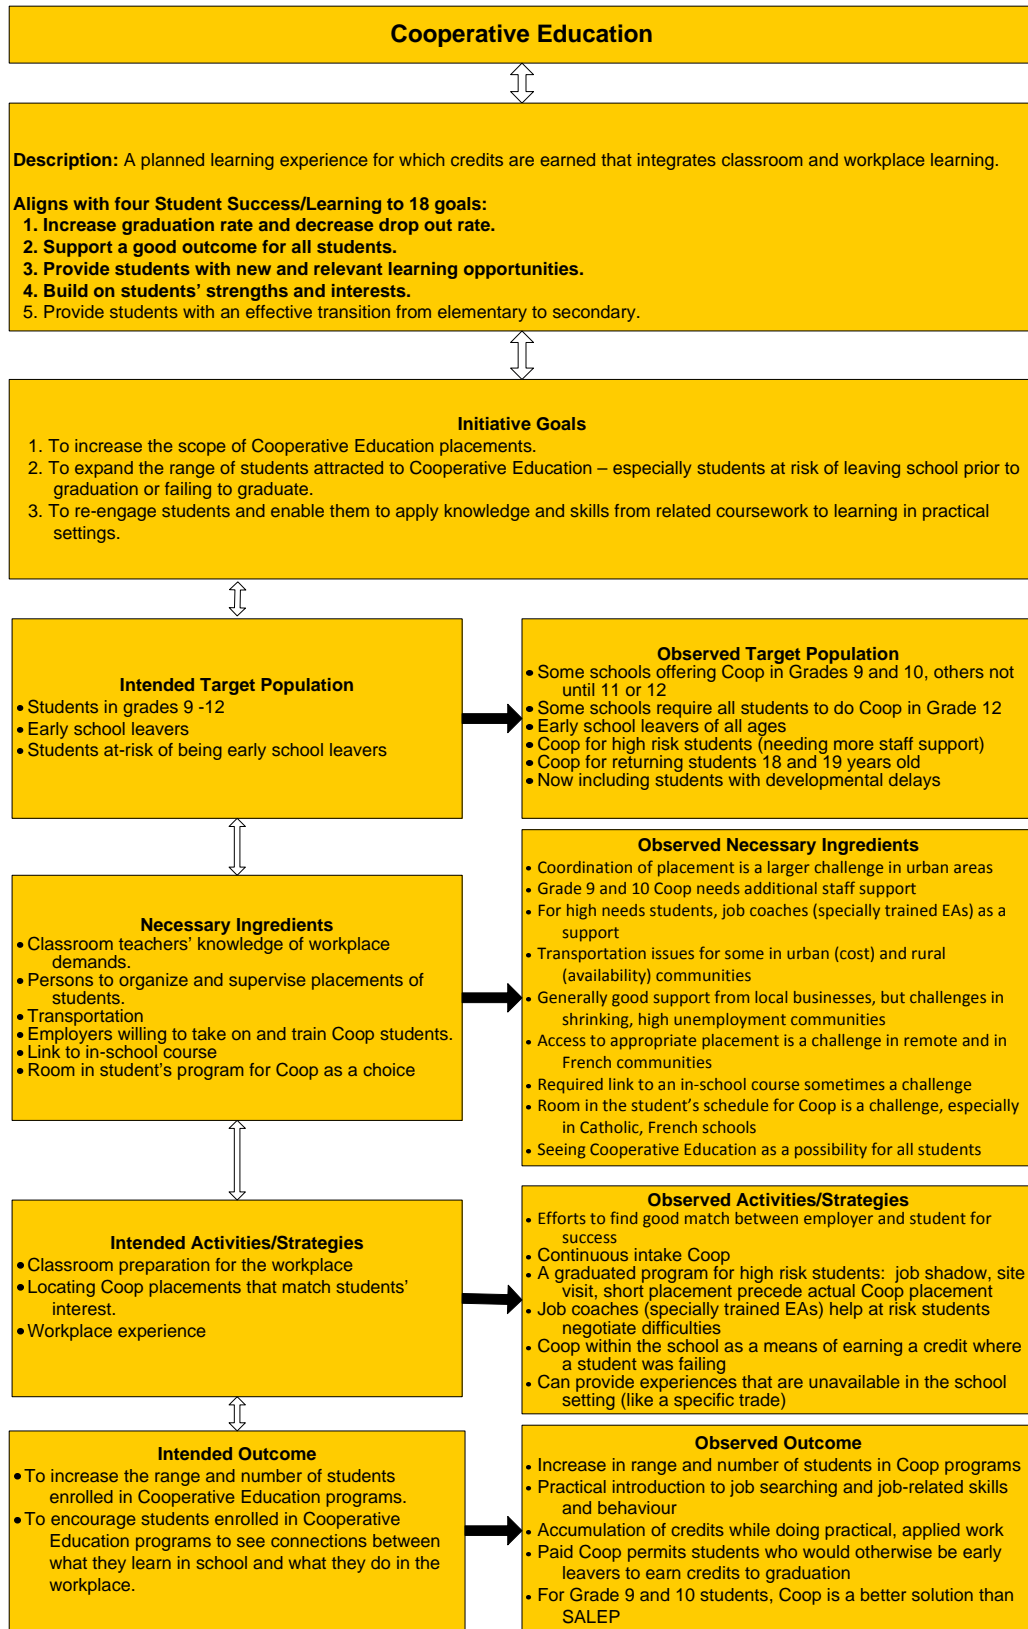 Cooperative Education
Description: A planned learning experience for which credits are earned that integrates classroom and workplace learning.
Aligns with four Student Success/Learning to 18 goals:
1. Increase graduation rate and decrease drop out rate.
2. Support a good outcome for all students.
3. Provide students with new and relevant learning opportunities.
4. Build on students' strengths and interests.
5. Provide students with an effective transition from elementary to secondary.
Initiative Goals
1. To increase the scope of Cooperative Education placements.
2. To expand the range of students attracted to Cooperative Education – especially students at risk of leaving school prior to
graduation or failing to graduate.
3. To re-engage students and enable them to apply knowledge and skills from related coursework to learning in practical
settings.
Intended Target Population
• Students in grades 9 -12
• Early school leavers
• Students at-risk of being early school leavers
Observed Target Population
• Some schools offering Coop in Grades 9 and 10, others not
until 11 or 12
• Some schools require all students to do Coop in Grade 12
• Early school leavers of all ages
• Coop for high risk students (needing more staff support)
• Coop for returning students 18 and 19 years old
• Now including students with developmental delays
Necessary Ingredients
• Classroom teachers' knowledge of workplace
demands.
• Persons to organize and supervise placements of
students.
• Transportation
• Employers willing to take on and train Coop students.
• Link to in-school course
• Room in student's program for Coop as a choice
Observed Necessary Ingredients
• Coordination of placement is a larger challenge in urban areas
• Grade 9 and 10 Coop needs additional staff support
• For high needs students, job coaches (specially trained EAs) as a
support
• Transportation issues for some in urban (cost) and rural
(availability) communities
• Generally good support from local businesses, but challenges in
shrinking, high unemployment communities
• Access to appropriate placement is a challenge in remote and in
French communities
• Required link to an in-school course sometimes a challenge
• Room in the student's schedule for Coop is a challenge, especially
in Catholic, French schools
• Seeing Cooperative Education as a possibility for all students
Intended Activities/Strategies
• Classroom preparation for the workplace
• Locating Coop placements that match students'
interest.
• Workplace experience
Observed Activities/Strategies
• Efforts to find good match between employer and student for
success
• Continuous intake Coop
• A graduated program for high risk students: job shadow, site
visit, short placement precede actual Coop placement
• Job coaches (specially trained EAs) help at risk students
negotiate difficulties
• Coop within the school as a means of earning a credit where
a student was failing
• Can provide experiences that are unavailable in the school
setting (like a specific trade)
Intended Outcome
• To increase the range and number of students
enrolled in Cooperative Education programs.
• To encourage students enrolled in Cooperative
Education programs to see connections between
what they learn in school and what they do in the
workplace.
Observed Outcome
• Increase in range and number of students in Coop programs
• Practical introduction to job searching and job-related skills
and behaviour
• Accumulation of credits while doing practical, applied work
• Paid Coop permits students who would otherwise be early
leavers to earn credits to graduation
• For Grade 9 and 10 students, Coop is a better solution than
SALEP